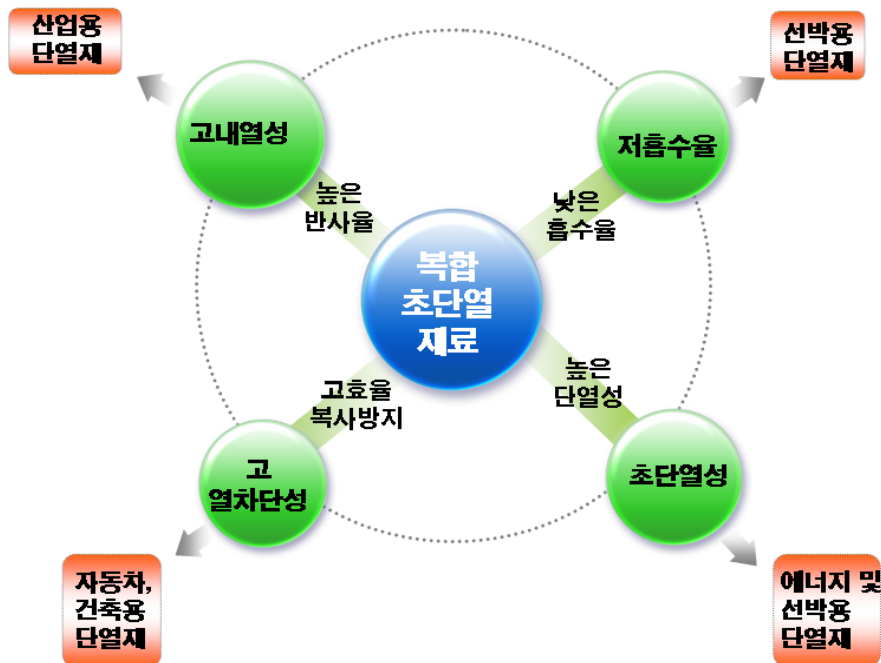 산업용
단열재
선박용
단열재
고내열성
저흡수율
높은
반사율
낮은
흡수율
복합
초단열
재료
고효율
복사방지
높은
단열성
고
열차단성
초단열성
자동차,
건축용
단열재
에너지 및
선박용
단열재